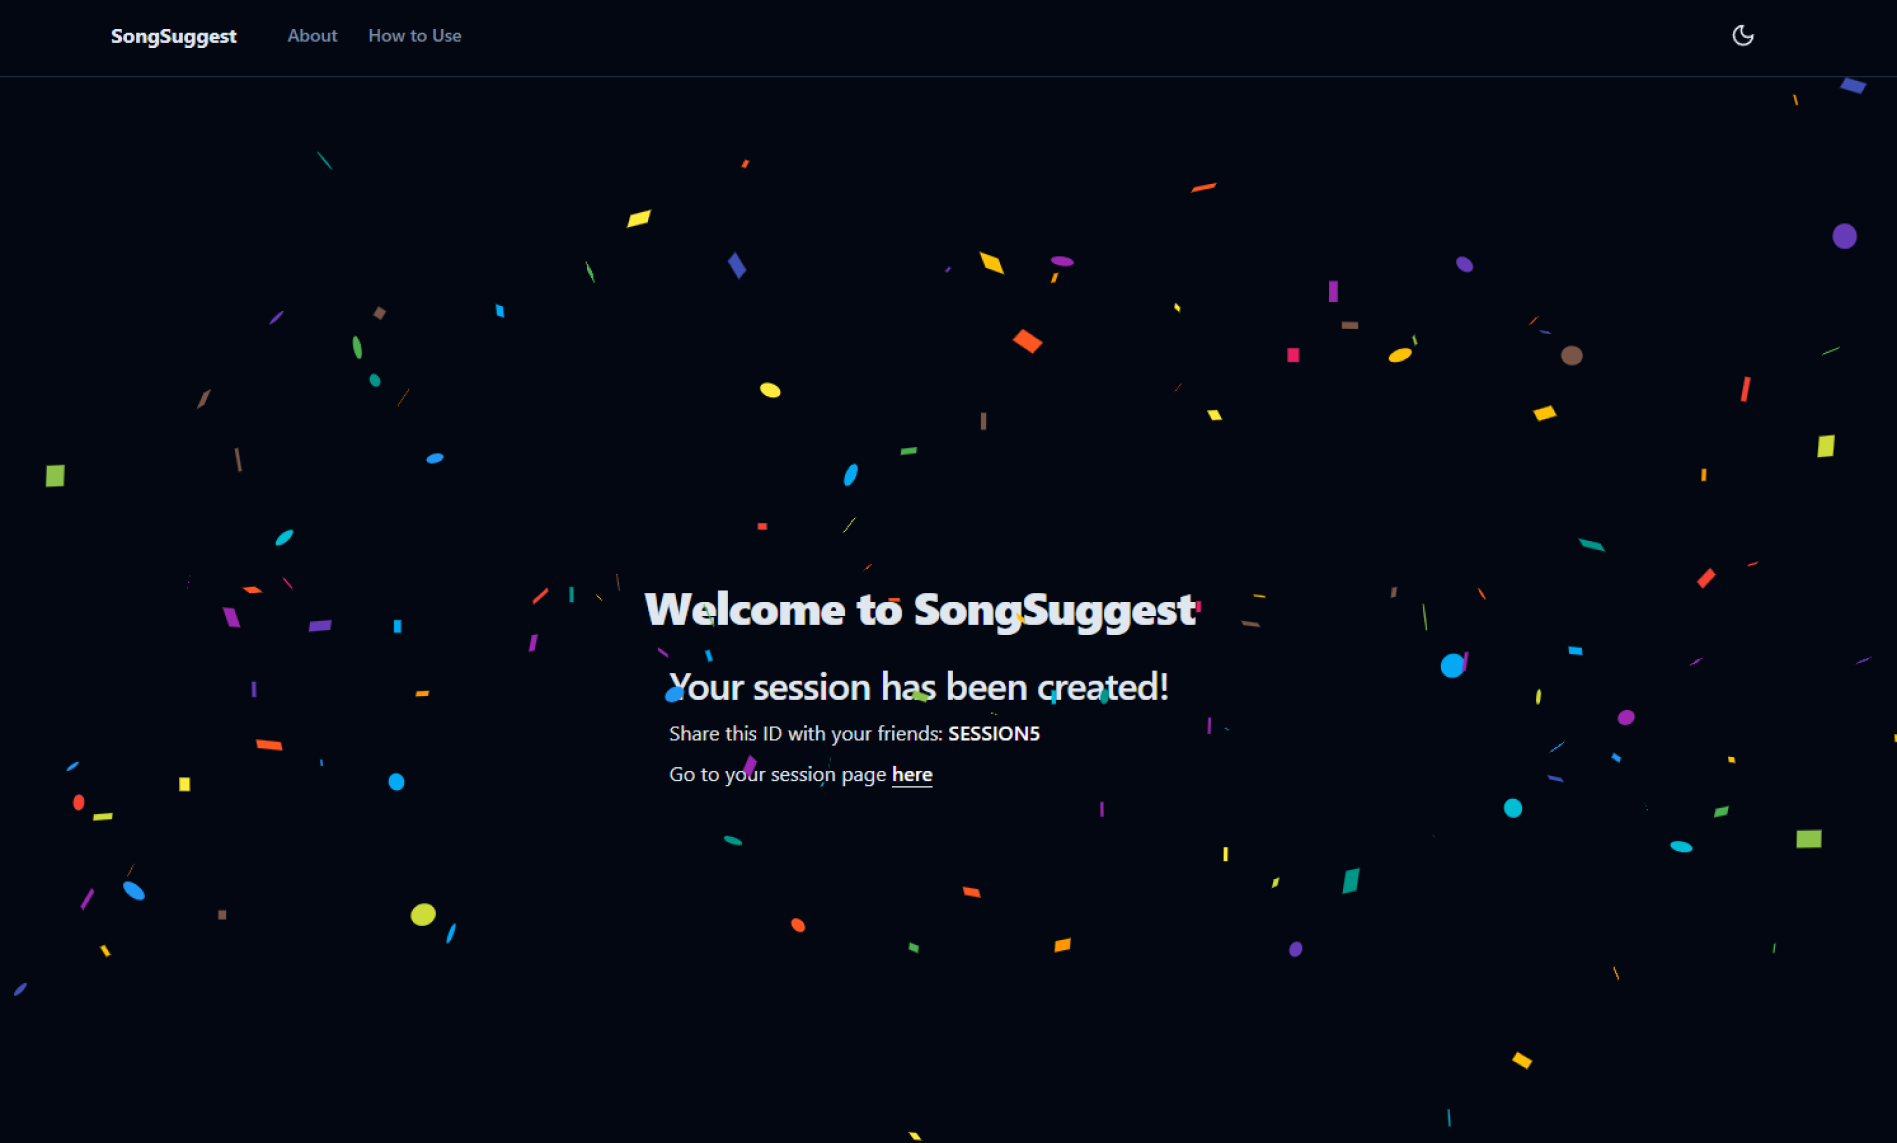 SongSuggest About How to Use
Welcome to SongSuggest
Your session has been created!
Share this ID with your friends: SESSION5
Go to your session page here